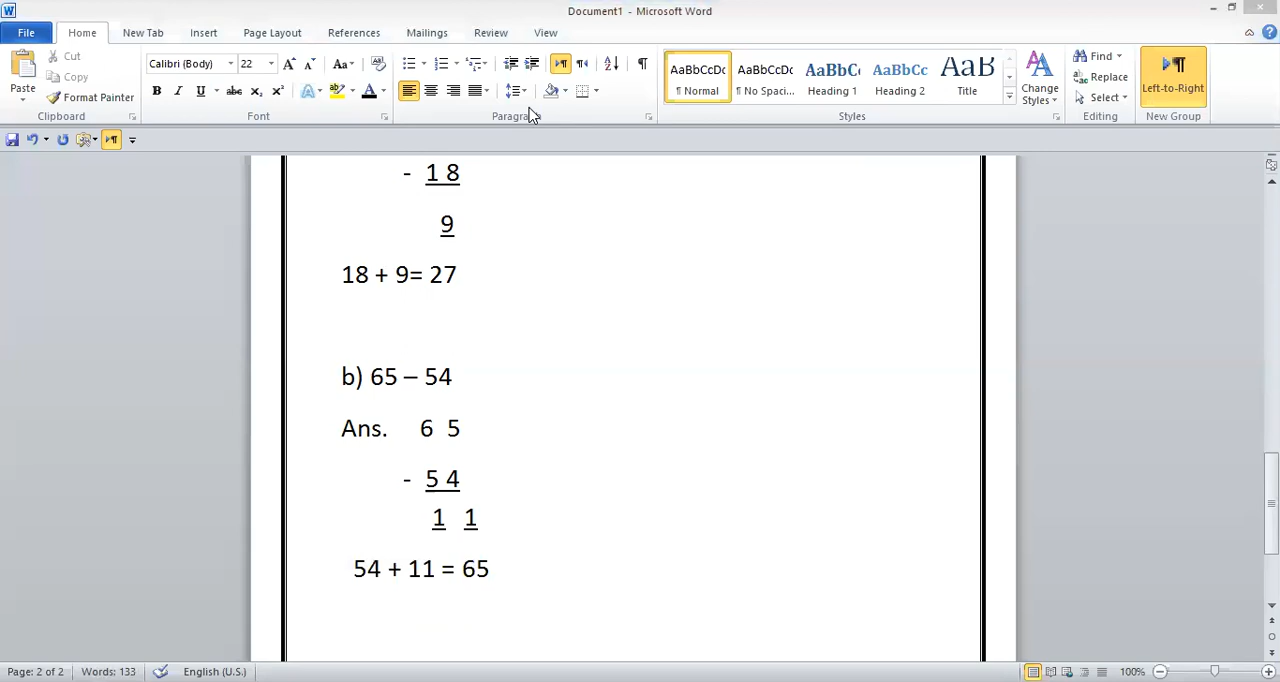 Document1 - Microsoft Word
File Home New Tab Insert Page Layout References Mailings Review View
Cut
Copy
Format Painter
Paste
Clipboard
Calibri (Body) 22
Font
Paragra
AaBbCcDc AaBbCcDc AaBbC AaBbCc AaB
¶ Normal ¶ No Spaci... Heading 1 Heading 2 Title
Styles
Change
Styles
Find
Replace
Select
Editing
Left-to-Right
New Group
- 1 8
9
18 + 9= 27
b) 65 – 54
Ans. 6 5
- 5 4
1 1
54 + 11 = 65
Page: 2 of 2 Words: 133 English (U.S.) 100%